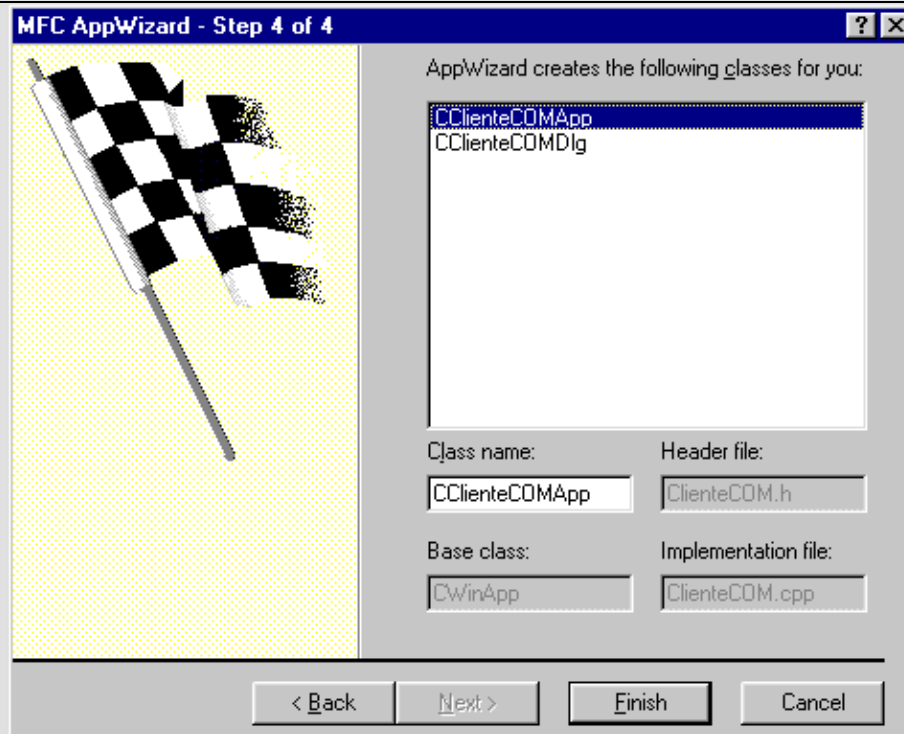 MFC AppWizard - Step 4 of 4
AppWizard creates the following classes for you:
CClienteCOMApp
CClienteCOMDlg
Class name:
Header file:
CClienteCOMApp
ClienteCOM.h
Base class:
Implementation file:
CWinApp
ClienteCOM.cpp
< Back
Next >
Finish
Cancel